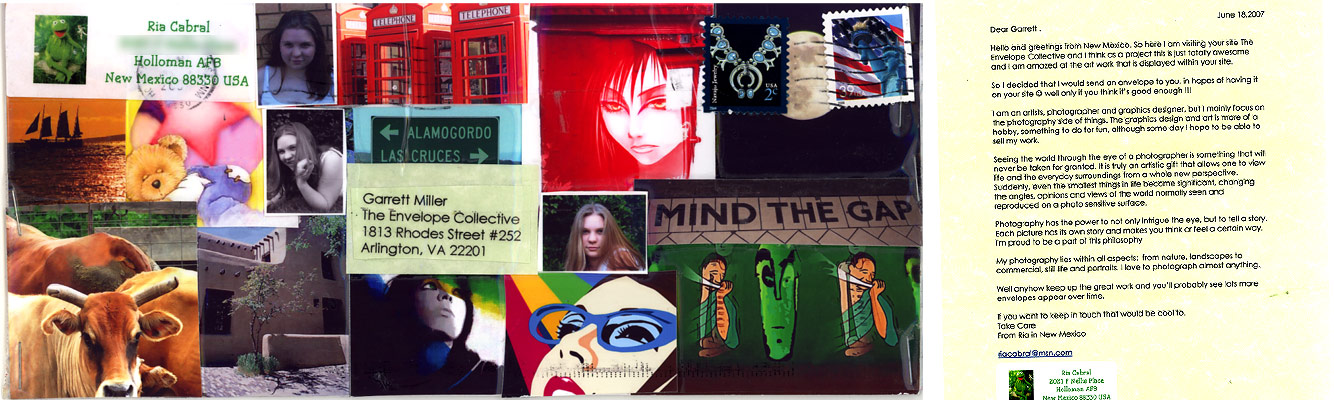 Ria Cabral
Holloman AFB
New Mexico 88330 USA
TELEPHONE
TELEPHONE
TELEPHONE
Navajo Jewelry
USA
2c
39
ALAMOGORDO
LAS CRUCES
Garrett Miller
The Envelope Collective
1813 Rhodes Street #252
Arlington, VA 22201
MIND THE GAP
June 18,2007
Dear Garrett .
Hello and greetings from New Mexico. So here I am visiting your site The
Envelope Collective and I think as a project this is just totally awesome
and I am amazed at the art work that is displayed within your site.
So I decided that I would send an envelope to you, in hopes of having it
on your site ☺ well only if you think it's good enough !!!
I am an artists, photographer and graphics designer, but I mainly focus on
the photography side of things. The graphics design and art is more of a
hobby, something to do for fun, although some day I hope to be able to
sell my work.
Seeing the world through the eye of a photographer is something that will
never be taken for granted. It is truly an artistic gift that allows one to view
life and the everyday surroundings from a whole new perspective.
Suddenly, even the smallest things in life become significant, changing
the angles, opinions and views of the world normally seen and
reproduced on a photo sensitive surface.
Photography has the power to not only intrigue the eye, but to tell a story.
Each picture has its own story and makes you think or feel a certain way.
I'm proud to be a part of this philosophy
My photography lies within all aspects; from nature, landscapes to
commercial, still life and portraits. I love to photograph almost anything.
Well anyhow keep up the great work and you'll probably see lots more
envelopes appear over time.
If you want to keep in touch that would be cool to.
Take Care
From Ria in New Mexico
riacabral@msn.com
Ria Cabral
Nellis Place
Holloman AFB
New Mexico 88330 USA